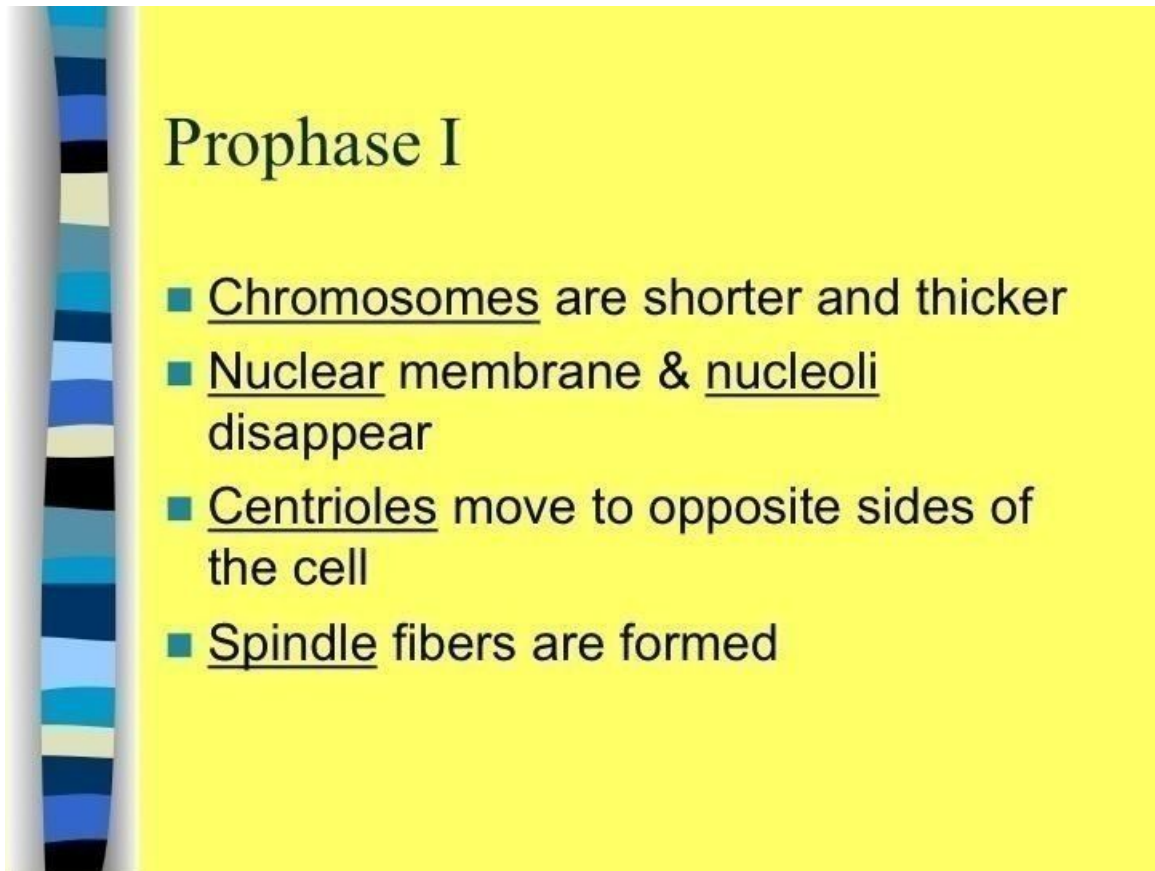 Prophase I
Chromosomes are shorter and thicker
Nuclear membrane & nucleoli
disappear
Centrioles move to opposite sides of
the cell
Spindle fibers are formed